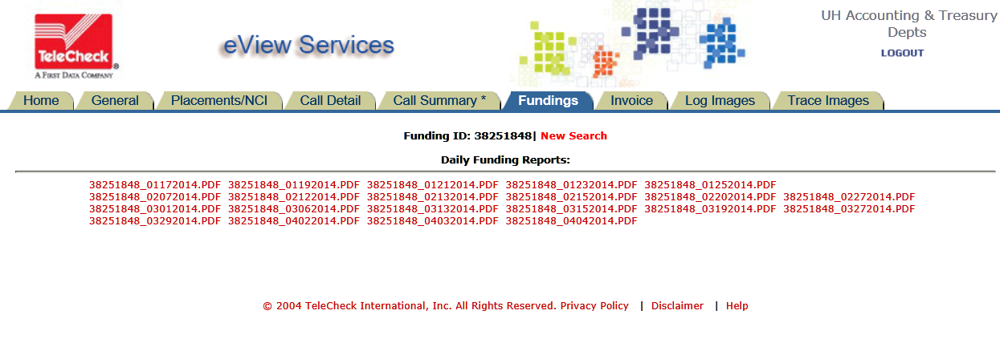 TeleCheck®
A FIRST DATA COMPANY
eView Services
UH Accounting & Treasury
Depts
LOGOUT
Home General Placements/NCI Call Detail Call Summary * Fundings Invoice Log Images Trace Images
Funding ID: 38251848| New Search
Daily Funding Reports:
38251848_01172014.PDF 38251848_01192014.PDF 38251848_01212014.PDF 38251848_01232014.PDF 38251848_01252014.PDF
38251848_02072014.PDF 38251848_02122014.PDF 38251848_02132014.PDF 38251848_02152014.PDF 38251848_02202014.PDF 38251848_02272014.PDF
38251848_03012014.PDF 38251848_03062014.PDF 38251848_03132014.PDF 38251848_03152014.PDF 38251848_03192014.PDF 38251848_03272014.PDF
38251848_03292014.PDF 38251848_04022014.PDF 38251848_04032014.PDF 38251848_04042014.PDF
© 2004 TeleCheck International, Inc. All Rights Reserved. Privacy Policy | Disclaimer | Help